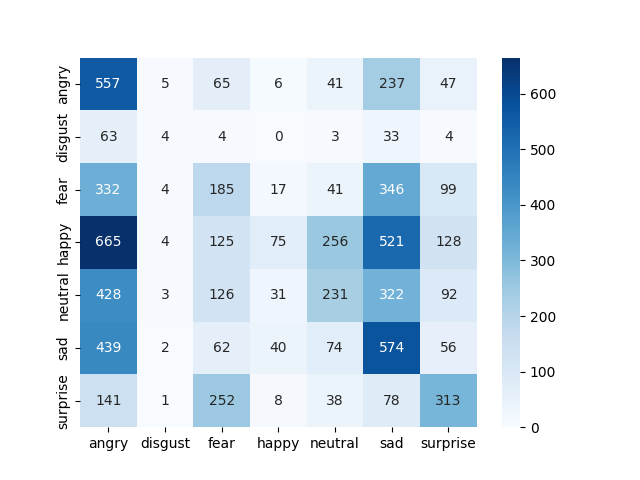 angry 557 5 65 6 41 237 47
disgust 63 4 4 0 3 33 4
fear 332 4 185 17 41 346 99
happy 665 4 125 75 256 521 128
neutral 428 3 126 31 231 322 92
sad 439 2 62 40 74 574 56
surprise 141 1 252 8 38 78 313
angry disgust fear happy neutral sad surprise
600
500
400
300
200
100
0